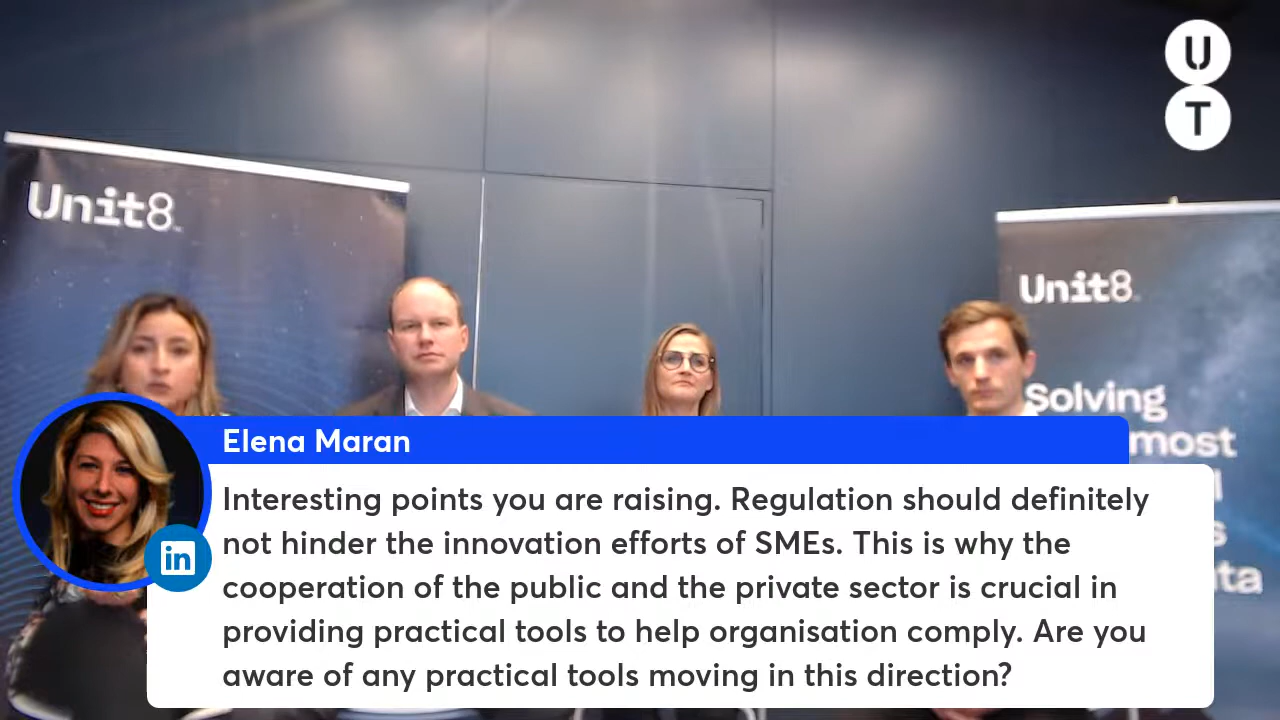 U
T
Unit8
Unit8
Solving
most
Elena Maran
Interesting points you are raising. Regulation should definitely
not hinder the innovation efforts of SMEs. This is why the
cooperation of the public and the private sector is crucial in
providing practical tools to help organisation comply. Are you
aware of any practical tools moving in this direction?
in